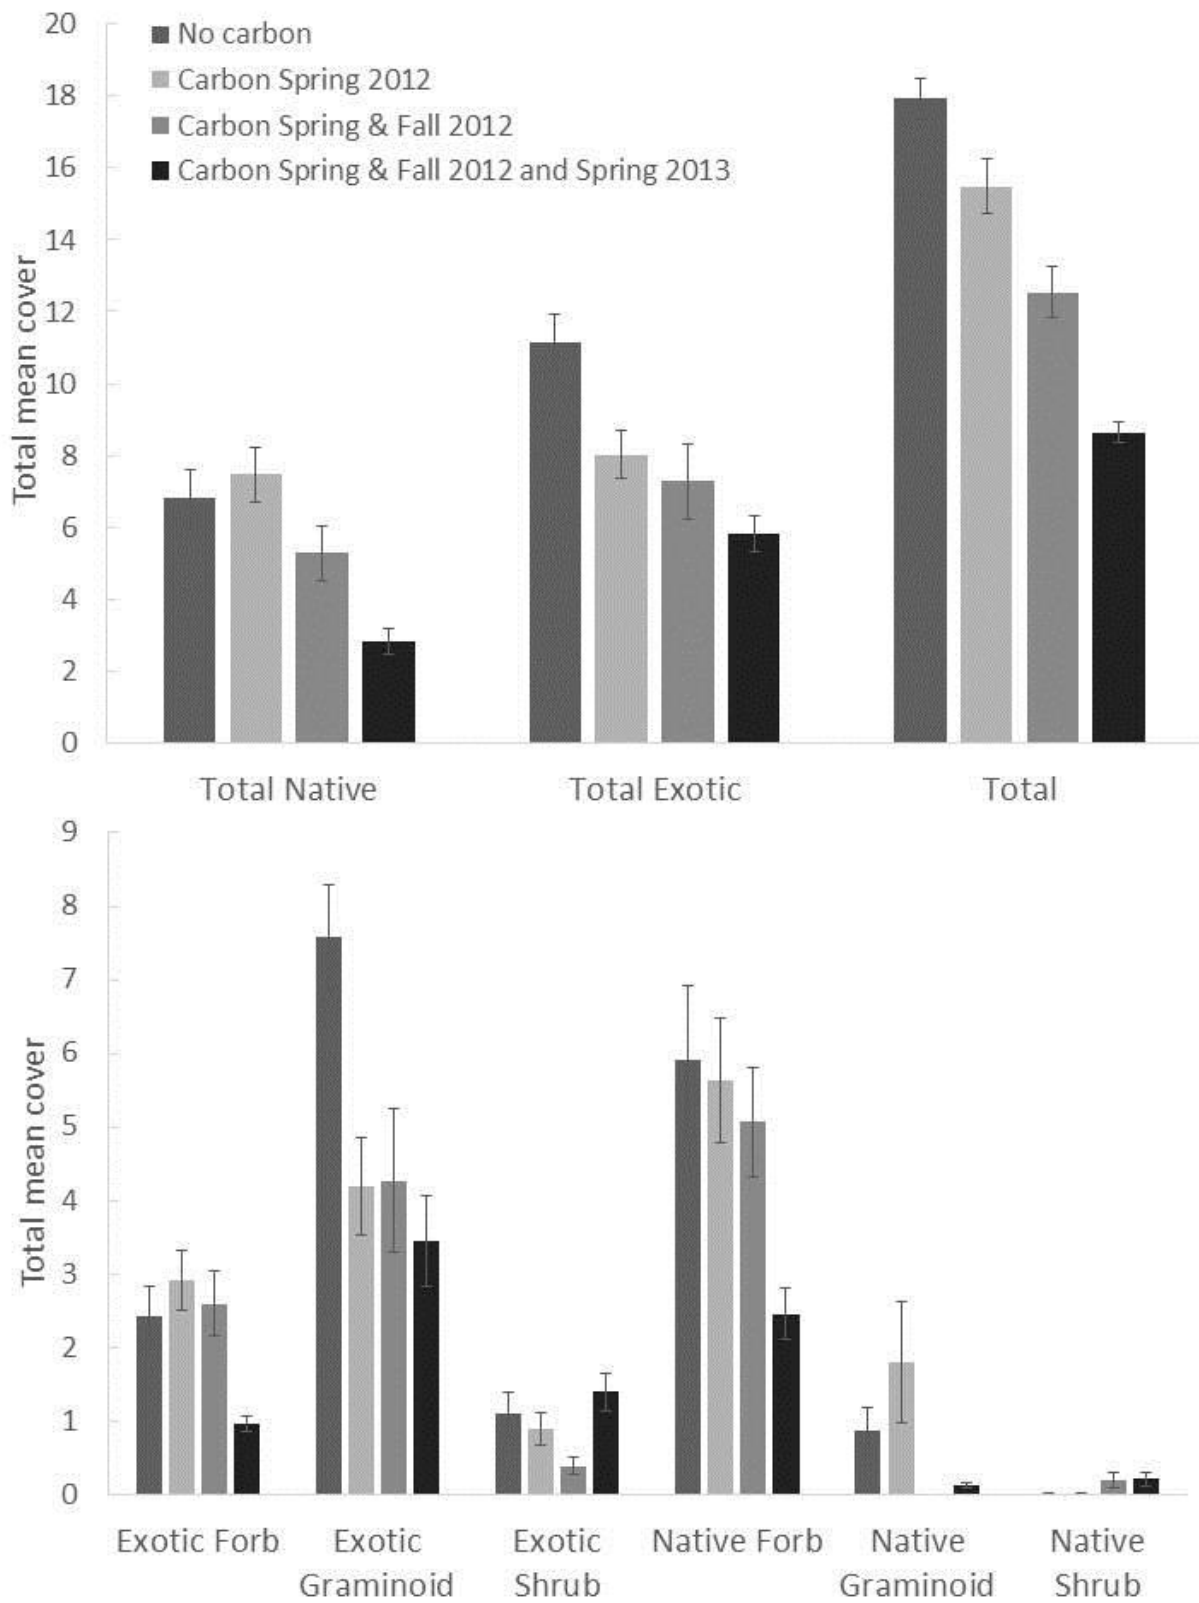 20
18
16
14
12
10
8
6
4
2
0
Total mean cover
No carbon
Carbon Spring 2012
Carbon Spring & Fall 2012
Carbon Spring & Fall 2012 and Spring 2013
Total Native
Total Exotic
Total
9
8
7
6
5
4
3
2
1
0
Total mean cover
Exotic Forb
Exotic
Graminoid
Exotic
Shrub
Native Forb
Native
Graminoid
Native
Shrub